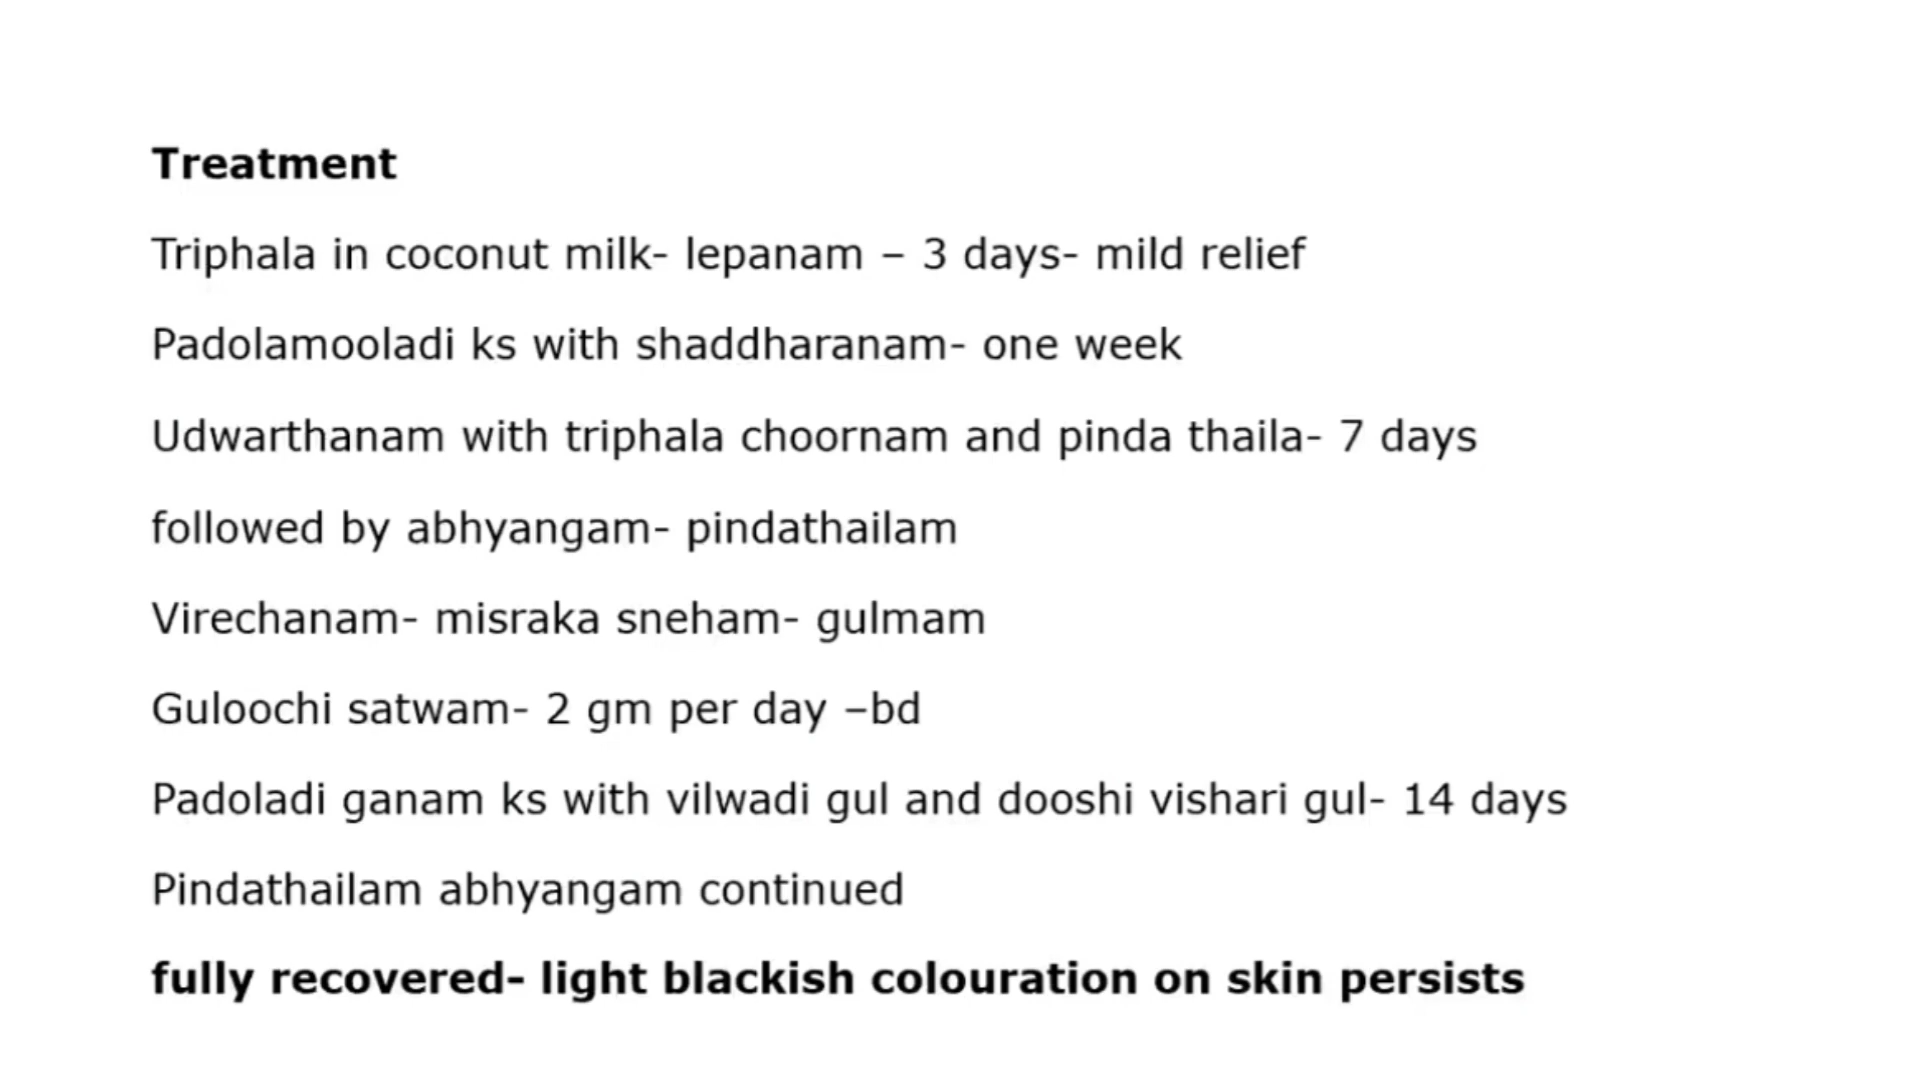 Treatment
Triphala in coconut milk- lepanam – 3 days- mild relief
Padolamooladi ks with shaddharanam- one week
Udwarthanam with triphala choornam and pinda thaila- 7 days
followed by abhyangam- pindathailam
Virechanam- misraka sneham- gulmam
Guloochi satwam- 2 gm per day –bd
Padoladi ganam ks with vilwadi gul and dooshi vishari gul- 14 days
Pindathailam abhyangam continued
fully recovered- light blackish colouration on skin persists